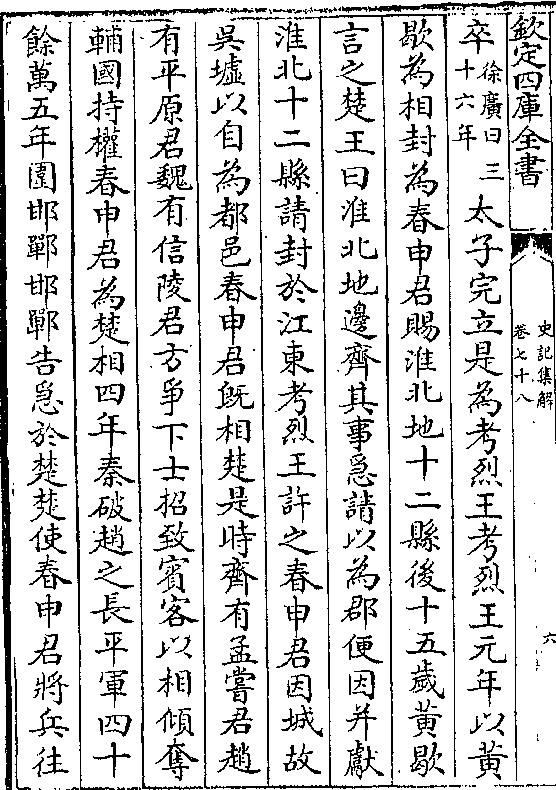 欽定四庫全書
史記集解
卷七十八
六
卒徐廣曰三十六年太子完立是為考烈王考烈王元年以黃
歇為相封為春申君賜淮北地十二縣後十五歲黃歇
言之楚王曰淮北地邊齊其事急請以為郡便因并獻
淮北十二縣請封於江東考烈王許之春申君因城故
吳墟以自為都邑春申君既相楚是時齊有孟嘗君趙
有平原君魏有信陵君方爭下士招致賓客以相傾奪
輔國持權春申君為楚相四年秦破趙之長平軍四十
餘萬五年圍邯鄲邯鄲告急於楚楚使春申君將兵往